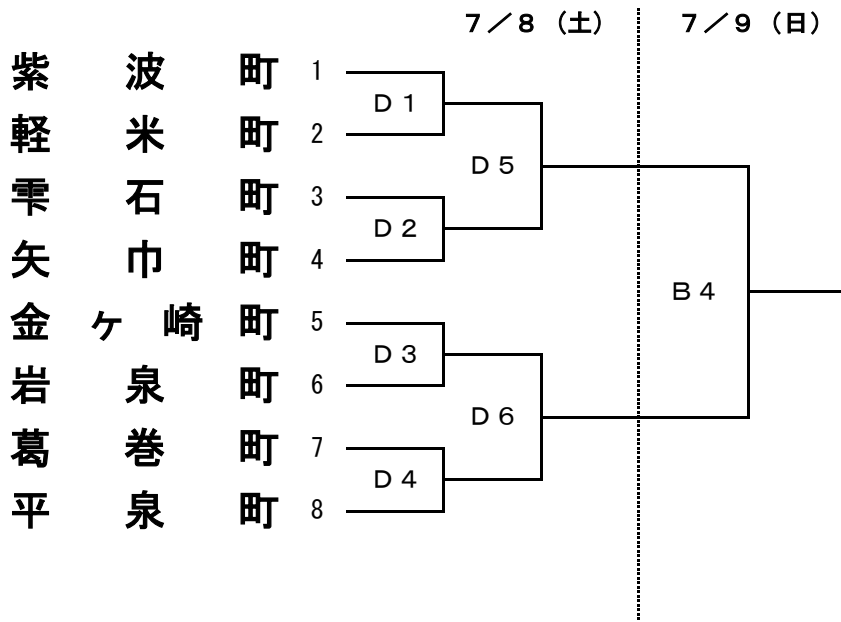 7／8（土） 7／9（日）
紫波町 1
D1
軽米町 2
D5
雫石町 3
D2
矢巾町 4
B4
金ヶ崎町 5
D3
岩泉町 6
D6
葛巻町 7
D4
平泉町 8